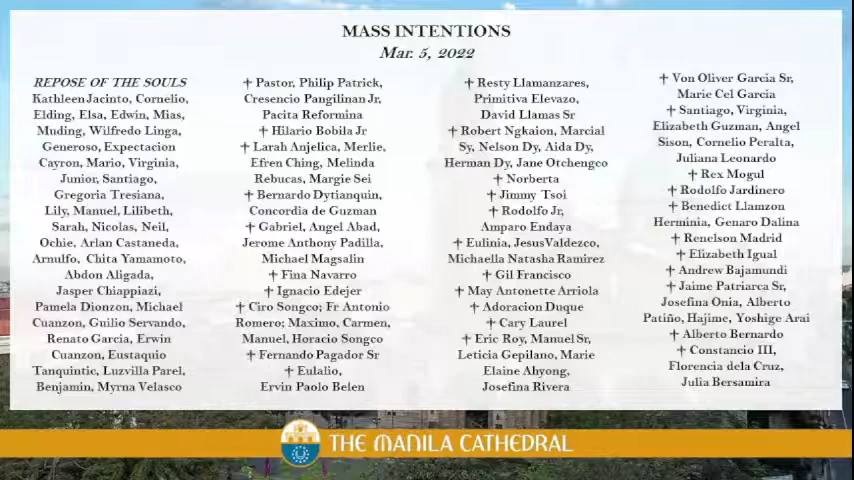 MASS INTENTIONS
Mar. 5, 2022
REPOSE OF THE SOULS
Kathleen Jacinto, Cornelio,
Elding, Elsa, Edwin, Mias,
Muding, Wilfredo Linga,
Generoso, Expectacion
Cayron, Mario, Virginia,
Junior, Santiago,
Gregoria Tresiana,
Lily, Manuel, Lilibeth,
Sarah, Nicolas, Neil,
Ochie, Arlan Castaneda,
Arnulfo, Chita Yamamoto,
Abdon Aligada,
Jasper Chiappiazi,
Pamela Dionzon, Michael
Cuanzon, Guilio Servando,
Renato Garcia, Erwin
Cuanzon, Eustaquio
Tanquintic, Luzvilla Parel,
Benjamin, Myrna Velasco
✝ Pastor, Philip Patrick,
Cresencio Pangilinan Jr,
Pacita Reformina
✝ Hilario Bobila Jr
✝ Larah Anjelica, Merlie,
Efren Ching, Melinda
Rebucas, Margie Sei
✝ Bernardo Dytianquin,
Concordia de Guzman
✝ Gabriel, Angel Abad,
Jerome Anthony Padilla,
Michael Magsalin
✝ Fina Navarro
✝ Ignacio Edejer
✝ Ciro Songco; Fr Antonio
Romero; Maximo, Carmen,
Manuel, Horacio Songco
✝ Fernando Pagador Sr
✝ Eulalio,
Ervin Paolo Belen
✝ Resty Llamanzares,
Primitiva Elevazo,
David Llamas Sr
✝ Robert Ngkaion, Marcial
Sy, Nelson Dy, Aida Dy,
Herman Dy, Jane Otchengco
✝ Norberta
✝ Jimmy Tsoi
✝ Rodolfo Jr,
Amparo Endaya
✝ Eulinia, JesusValdezco,
Michaella Natasha Ramirez
✝ Gil Francisco
✝ May Antonette Arriola
✝ Adoracion Duque
✝ Cary Laurel
✝ Eric Roy, Manuel Sr,
Leticia Gepilano, Marie
Elaine Ahyong,
Josefina Rivera
✝ Von Oliver Garcia Sr,
Marie Cel Garcia
✝ Santiago, Virginia,
Elizabeth Guzman, Angel
Sison, Cornelio Peralta,
Juliana Leonardo
✝ Rex Mogul
✝ Rodolfo Jardinero
✝ Benedict Llamzon
Herminia, Genaro Dalina
✝ Renelson Madrid
✝ Elizabeth Igual
✝ Andrew Bajamundi
✝ Jaime Patriarca Sr,
Josefina Onia, Alberto
Patiño, Hajime, Yoshige Arai
✝ Alberto Bernardo
✝ Constancio III,
Florencia dela Cruz,
Julia Bersamira
THE MANILA CATHEDRAL